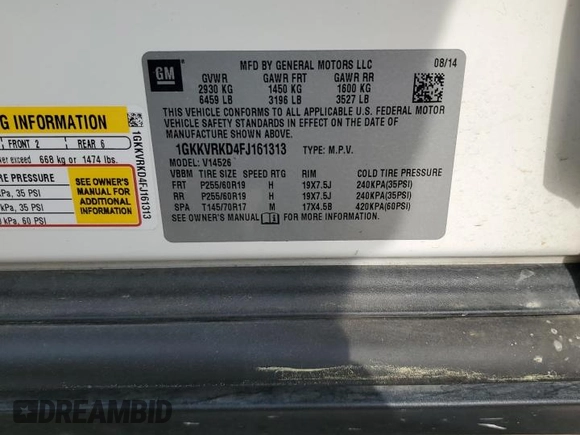 GM
MFD BY GENERAL MOTORS LLC
08/14
GVWR GAWR FRT GAWR RR
2930 KG 1450 KG 1600 KG
6459 LB 3196 LB 3527 LB
THIS VEHICLE CONFORMS TO ALL APPLICABLE U.S. FEDERAL MOTOR
VEHICLE SAFETY STANDARDS IN EFFECT ON THE DATE OF
MANUFACTURE SHOWN ABOVE.
1GKKVRKD4FJ161313 TYPE: M.P.V.
MODEL: V14526
VBBM TIRE SIZE SPEED RTG RIM COLD TIRE PRESSURE
FRT P255/60R19 H 19X7.5J 240KPA(35PSI)
RR P255/60R19 H 19X7.5J 240KPA(35PSI)
SPA T145/70R17 M 17X4.5B 420KPA(60PSI)
SEE OWNER'S MANUAL FOR MORE INFORMATION.
G INFORMATION
FRONT 2 REAR 6
exceed 668 kg or 1474 lbs.
RE PRESSURE
kPa, 35 PSI
kPa, 35 PSI
kPa, 60 PSI
SEE OWNER'S
MANUAL FOR
ADDITIONAL
INFORMATION
1GKKVRKD4FJ161313
DREAMBID